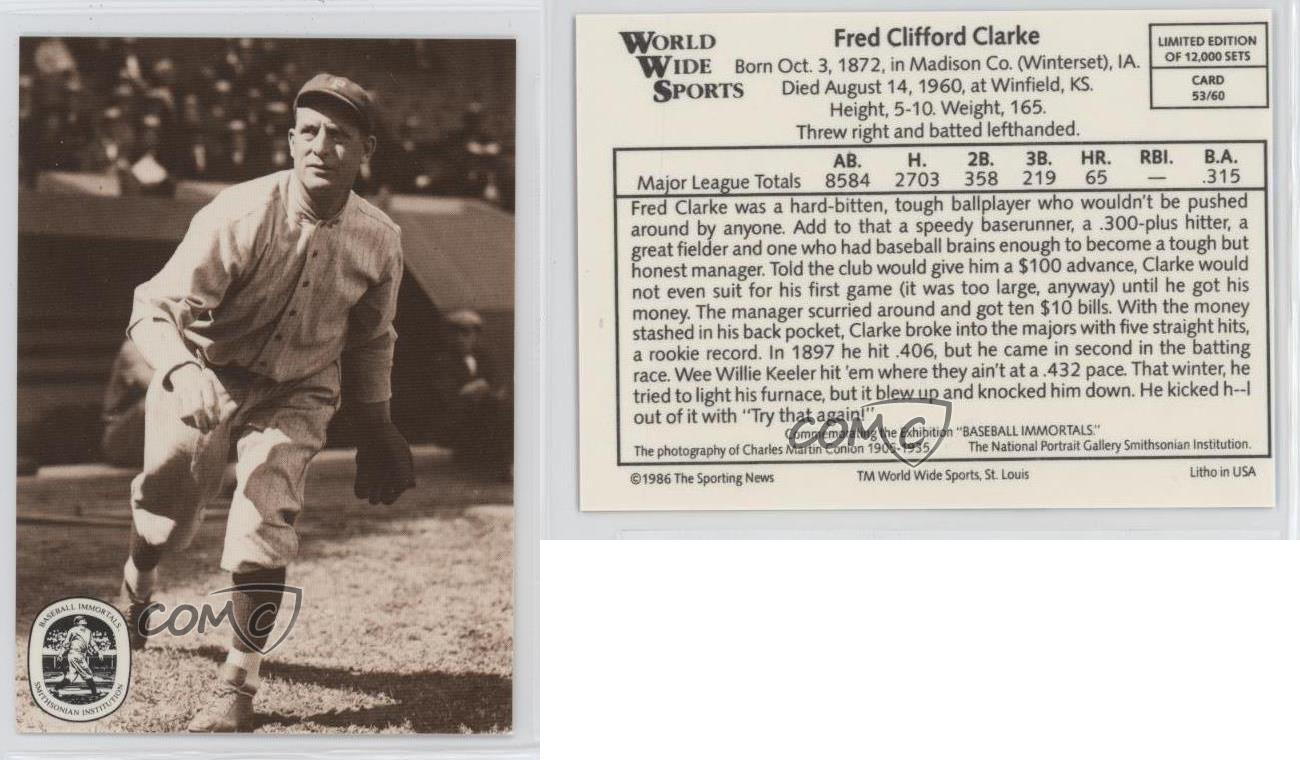 BASEBALL IMMORTALS
SMITHSONIAN INSTITUTION
COMC
WORLD
WIDE
SPORTS
Fred Clifford Clarke
Born Oct. 3, 1872, in Madison Co. (Winterset), IA.
Died August 14, 1960, at Winfield, KS.
Height, 5-10. Weight, 165.
Threw right and batted lefthanded.
LIMITED EDITION
OF 12,000 SETS
CARD
53/60
AB. H. 2B. 3B. HR. RBI. B.A.
Major League Totals 8584 2703 358 219 65 — .315
Fred Clarke was a hard-bitten, tough ballplayer who wouldn't be pushed
around by anyone. Add to that a speedy baserunner, a .300-plus hitter, a
great fielder and one who had baseball brains enough to become a tough but
honest manager. Told the club would give him a $100 advance, Clarke would
not even suit for his first game (it was too large, anyway) until he got his
money. The manager scurried around and got ten $10 bills. With the money
stashed in his back pocket, Clarke broke into the majors with five straight hits,
a rookie record. In 1897 he hit .406, but he came in second in the batting
race. Wee Willie Keeler hit 'em where they ain't at a .432 pace. That winter, he
tried to light his furnace, but it blew up and knocked him down. He kicked h--l
out of it with "Try that again!"
Commemorating the Exhibition "BASEBALL IMMORTALS."
The photography of Charles Martin Conlon 1905-1935 The National Portrait Gallery Smithsonian Institution.
COMC
©1986 The Sporting News TM World Wide Sports, St. Louis Litho in USA